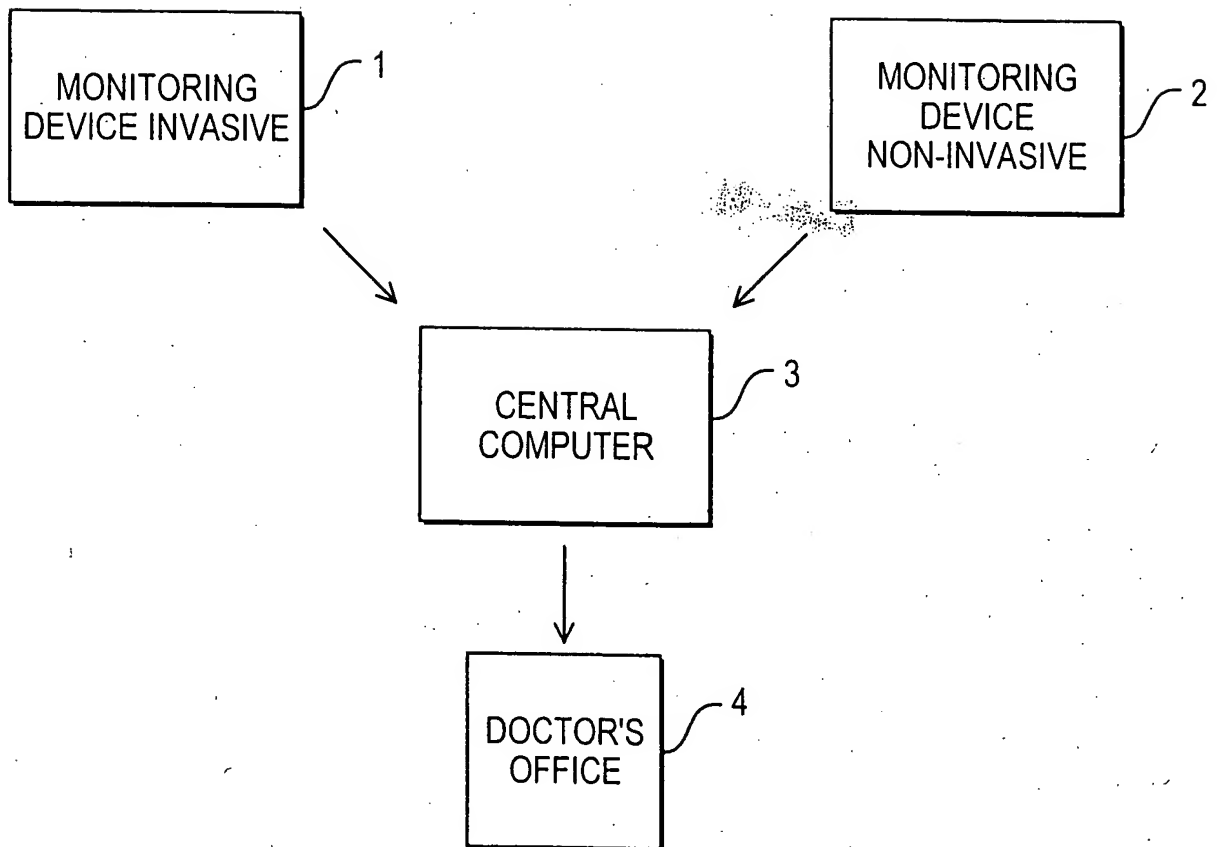 MONITORING
DEVICE INVASIVE
1
MONITORING
DEVICE
NON-INVASIVE
2
CENTRAL
COMPUTER
3
DOCTOR'S
OFFICE
4